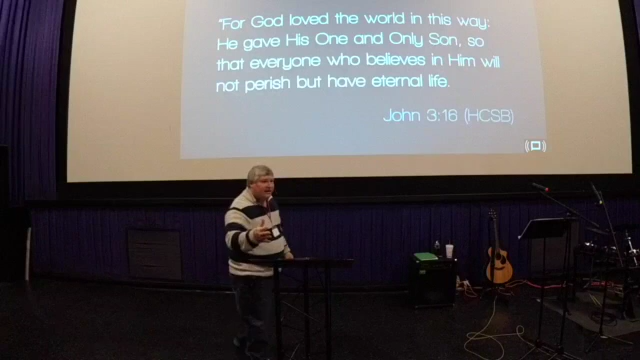 "For God loved the world in this way:
He gave His One and Only Son, so
that everyone who believes in Him will
not perish but have eternal life.
John 3:16 (HCSB)